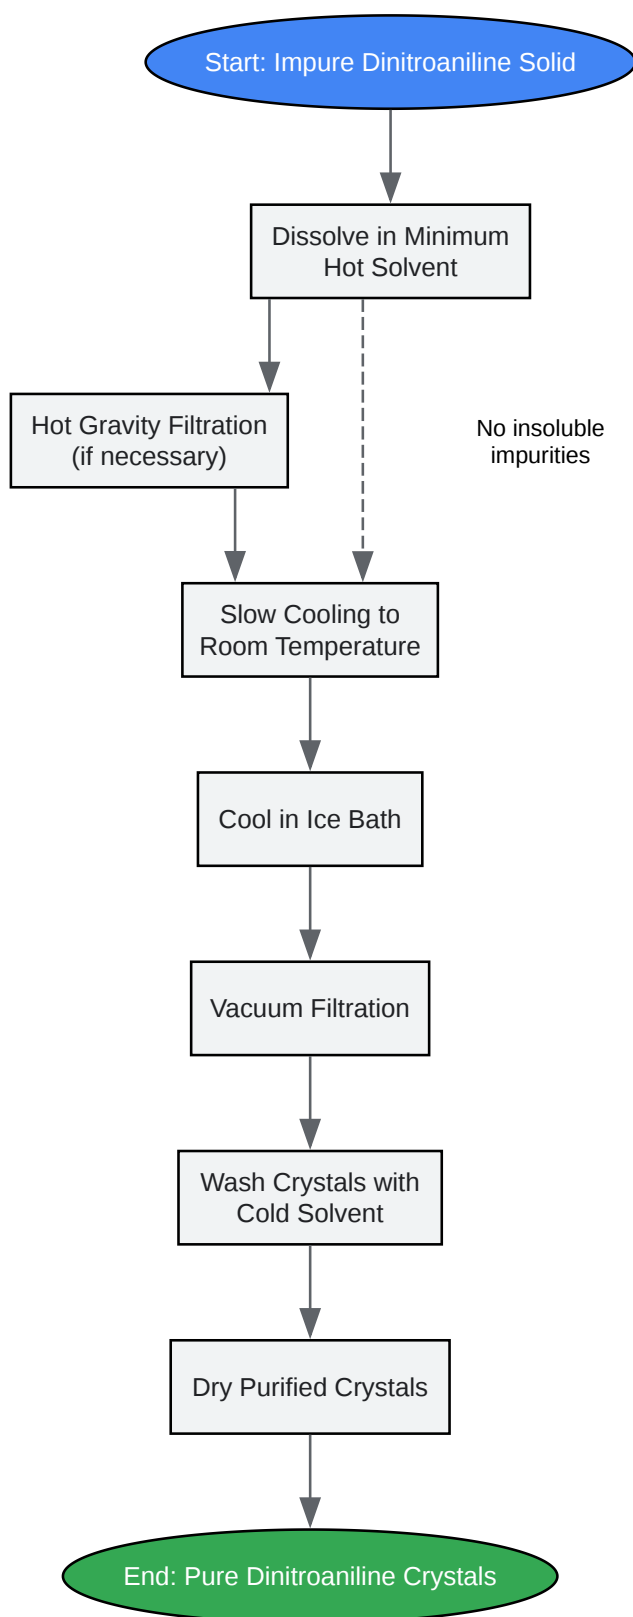 Start: Impure Dinitroaniline Solid
Dissolve in Minimum
Hot Solvent
Hot Gravity Filtration
(if necessary)
No insoluble
impurities
Slow Cooling to
Room Temperature
Cool in Ice Bath
Vacuum Filtration
Wash Crystals with
Cold Solvent
Dry Purified Crystals
End: Pure Dinitroaniline Crystals